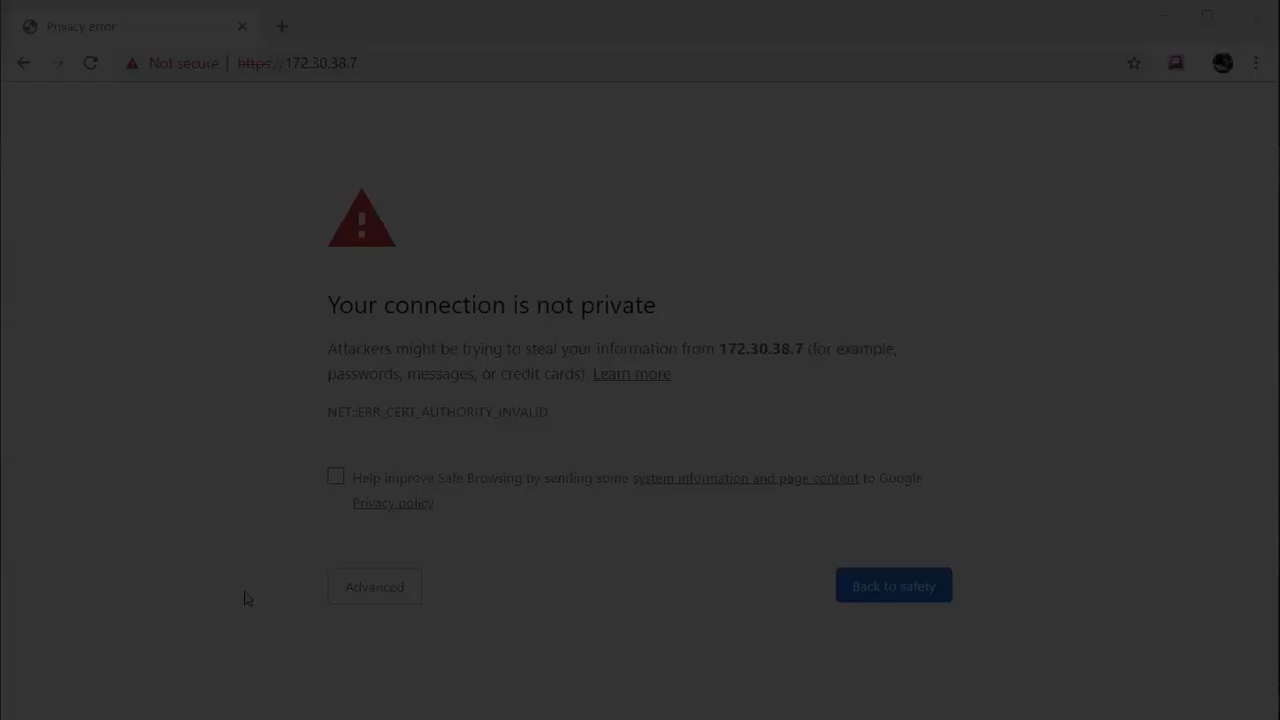 Privacy error
Not secure | https://172.30.38.7
Your connection is not private
Attackers might be trying to steal your information from 172.30.38.7 (for example,
passwords, messages, or credit cards). Learn more
NET::ERR_CERT_AUTHORITY_INVALID
Help improve Safe Browsing by sending some system information and page content to Google
Privacy policy
Advanced
Back to safety